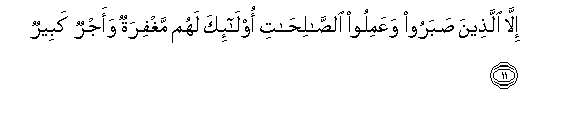 إِلَّا ٱلَّذِينَ صَبَرُوا۟ وَعَمِلُوا۟ ٱلصَّـٰلِحَـٰتِ أُو۟لَـٰٓئِكَ لَهُم مَّغْفِرَةٌ وَأَجْرٌ كَبِيرٌ
١١